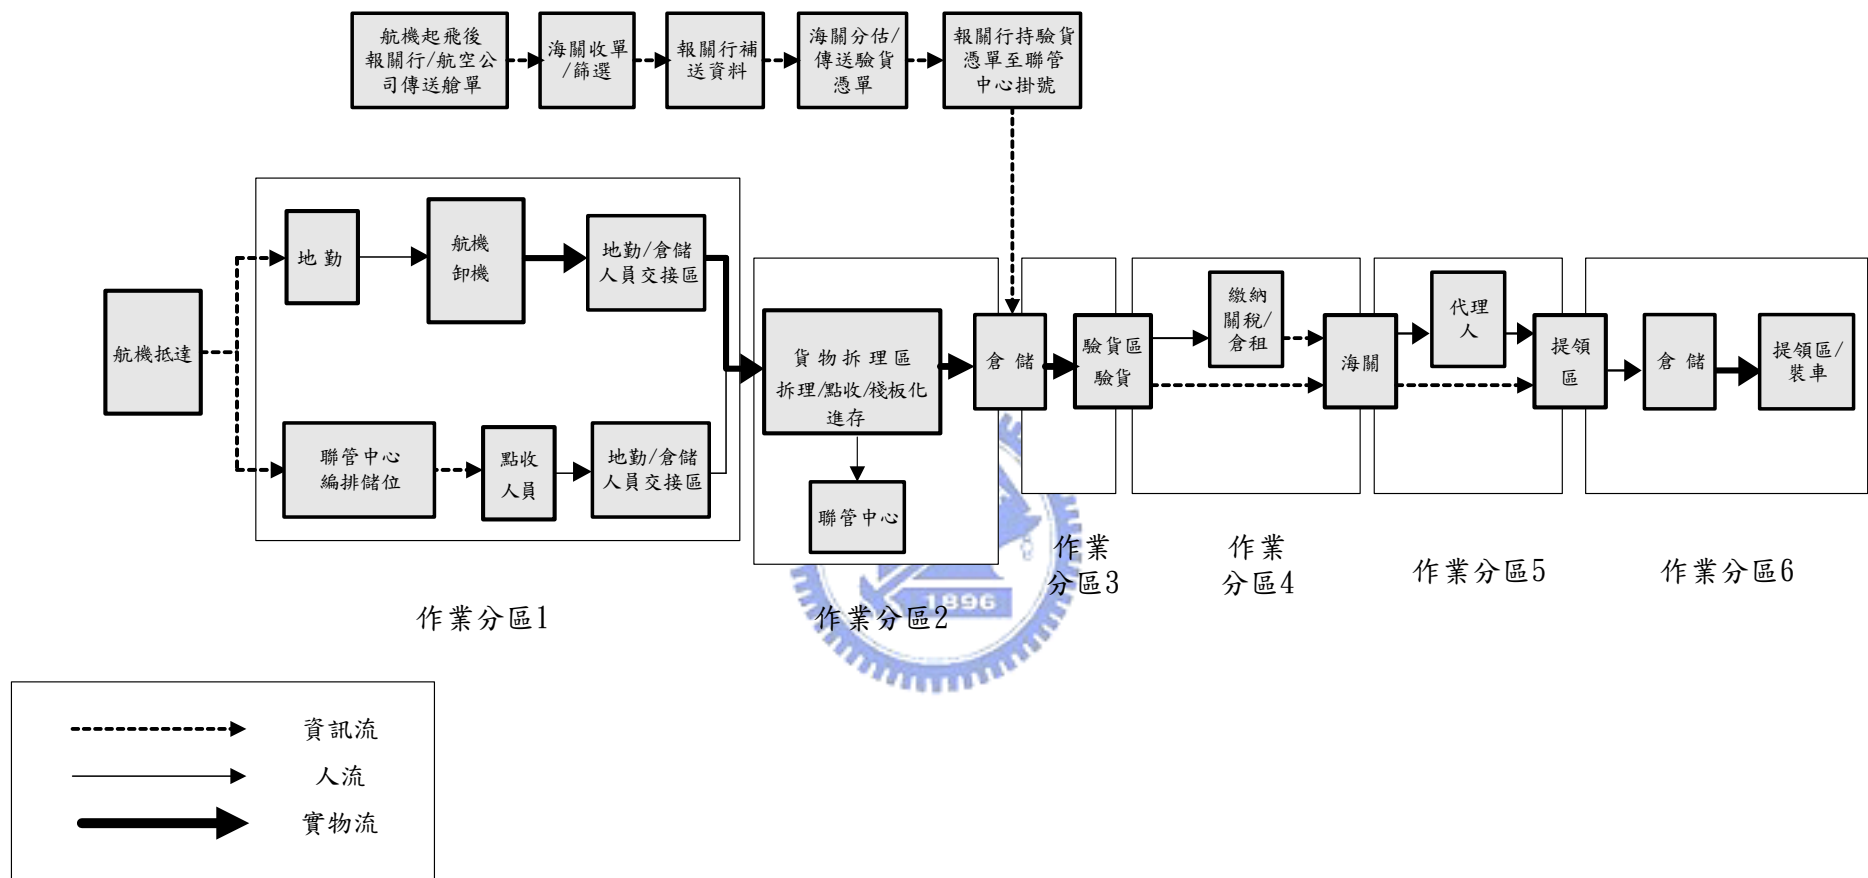 航機起飛後
報關行/航空公
司傳送艙單
海關收單
/篩選
報關行補
送資料
海關分估/
傳送驗貨
憑單
報關行持驗貨
憑單至聯管
中心掛號
航機抵達
地勤
航機
卸機
地勤/倉儲
人員交接區
聯管中心
編排儲位
點收
人員
地勤/倉儲
人員交接區
作業分區1
貨物拆理區
拆理/點收/棧板化
進存
聯管中心
作業分區2
倉儲
驗貨區
驗貨
作業
分區3
繳納
關稅/
倉租
海關
作業
分區4
代理
人
提領
區
作業分區5
倉儲
提領區/
裝車
作業分區6
1896
資訊流
人流
實物流